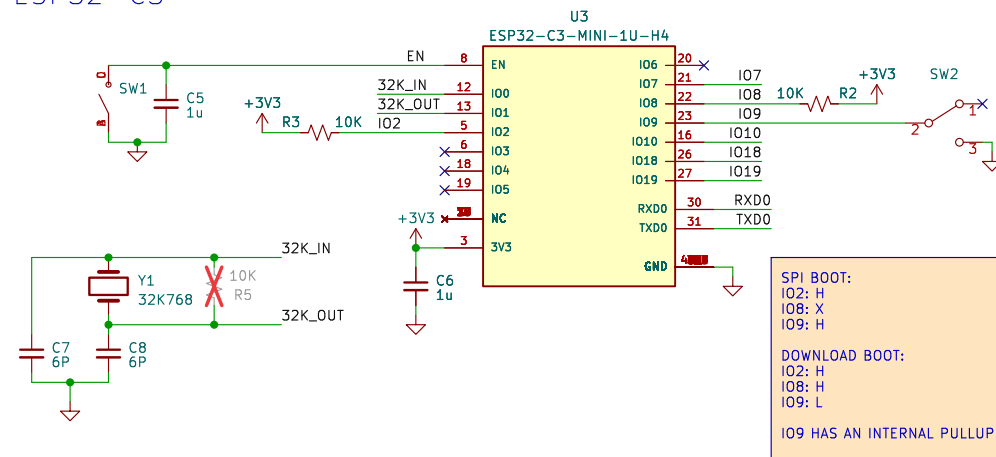 ESP32-C3
U3
ESP32-C3-MINI-1U-H4
EN
8
EN
SW1
C5
1u
32K_IN
12
IO0
32K_OUT
13
IO1
+3V3
R3
10K
IO2
5
IO2
6
IO3
18
IO4
19
IO5
NC
+3V3
3
3V3
C6
1u
20
IO6
21
IO7
IO7
22
IO8
IO8
10K
R2
+3V3
23
IO9
IO9
16
IO10
IO10
26
IO18
IO18
27
IO19
IO19
30
RXD0
RXD0
31
TXD0
TXD0
GND
SW2
1
2
3
32K_IN
Y1
32K768
10K
R5
32K_OUT
C7
6P
C8
6P
SPI BOOT:
IO2: H
IO8: X
IO9: H
DOWNLOAD BOOT:
IO2: H
IO8: H
IO9: L
IO9 HAS AN INTERNAL PULLUP